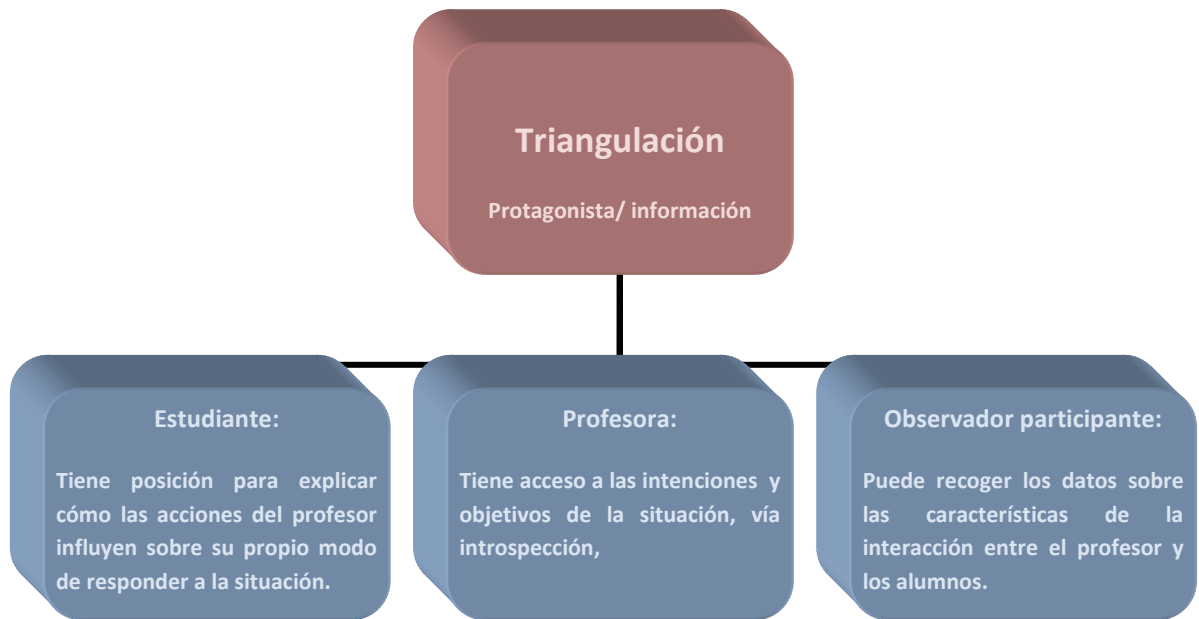 Triangulación
Protagonista/ información
Estudiante:
Tiene posición para explicar
cómo las acciones del profesor
influyen sobre su propio modo
de responder a la situación.
Profesora:
Tiene acceso a las intenciones y
objetivos de la situación, vía
introspección,
Observador participante:
Puede recoger los datos sobre
las características de la
interacción entre el profesor y
los alumnos.